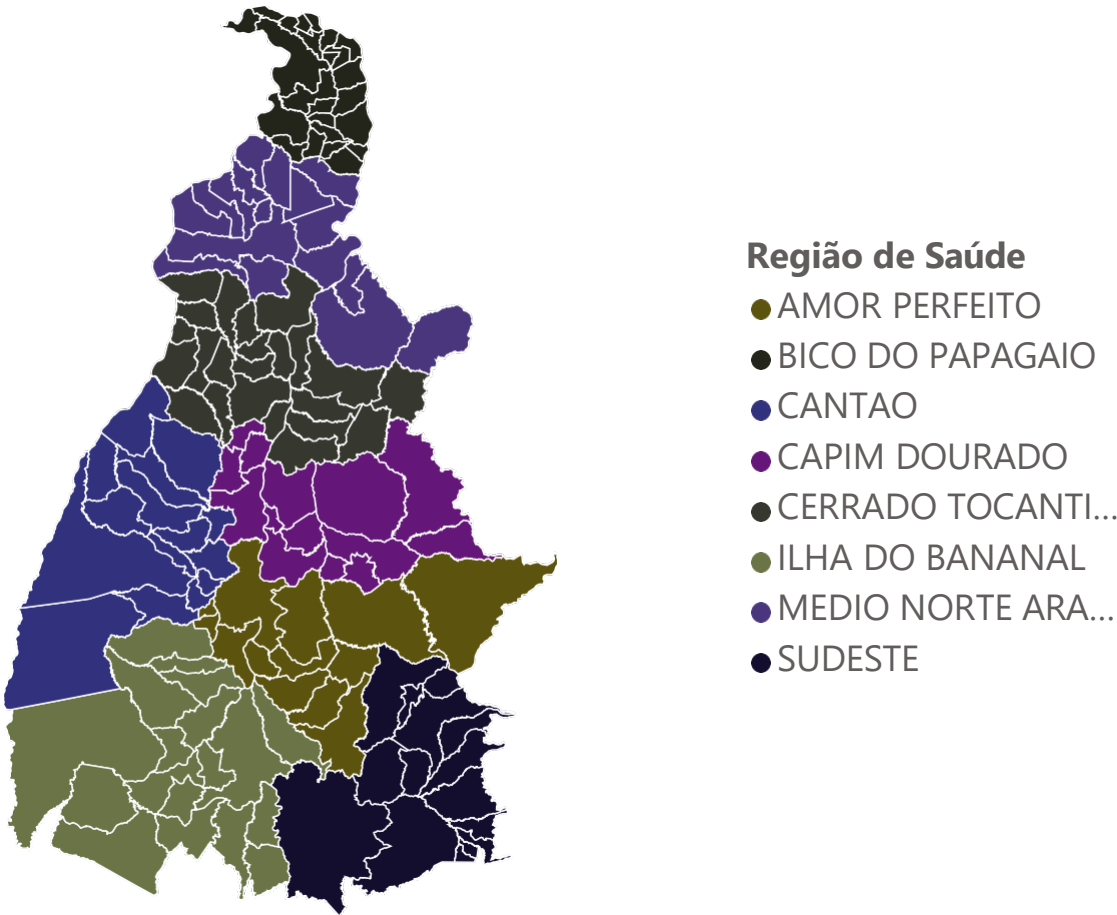 Região de Saúde
AMOR PERFEITO
BICO DO PAPAGAIO
CANTAO
CAPIM DOURADO
CERRADO TOCANTI...
ILHA DO BANANAL
MEDIO NORTE ARA...
SUDESTE